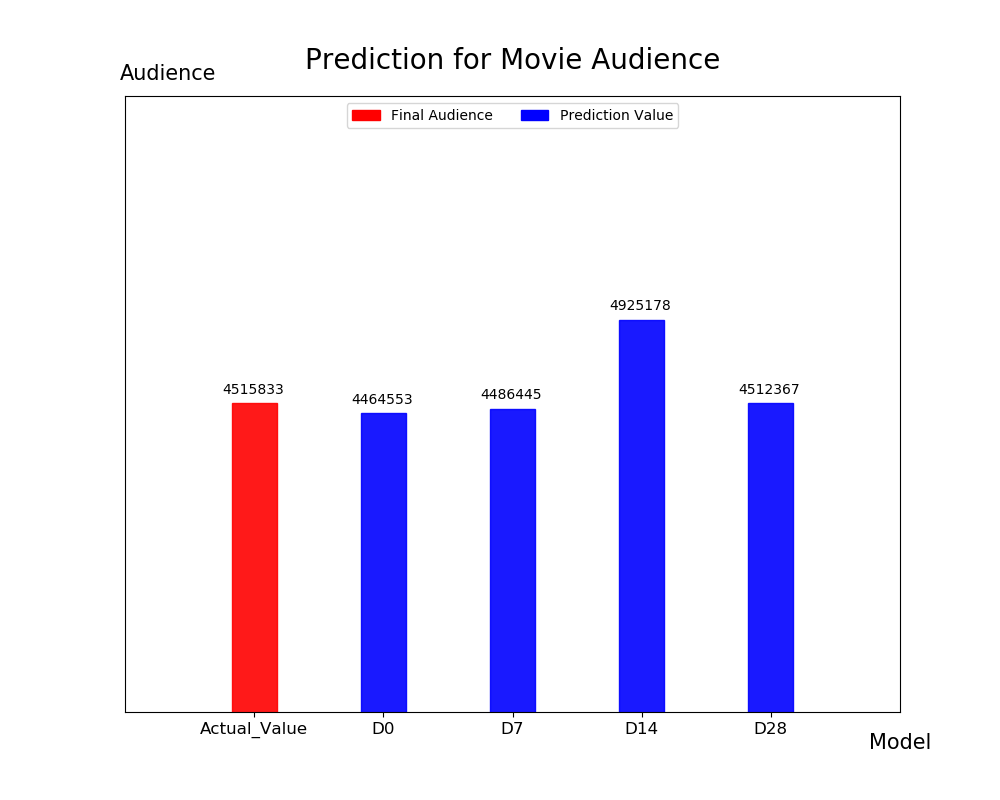 Prediction for Movie Audience
Audience
Final Audience
Prediction Value
4925178
4515833
4464553
4486445
4512367
Actual_Value
D0
D7
D14
D28
Model